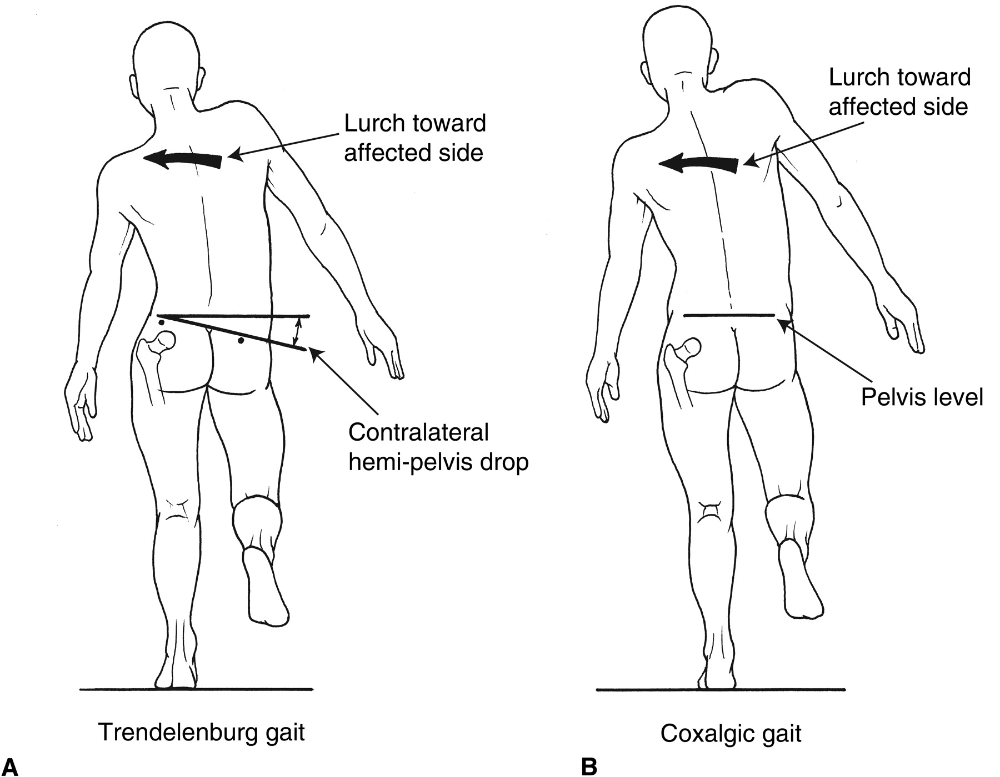 Lurch toward
affected side
Contralateral
hemi-pelvis drop
Trendelenburg gait
A
Lurch toward
affected side
Pelvis level
Coxalgic gait
B